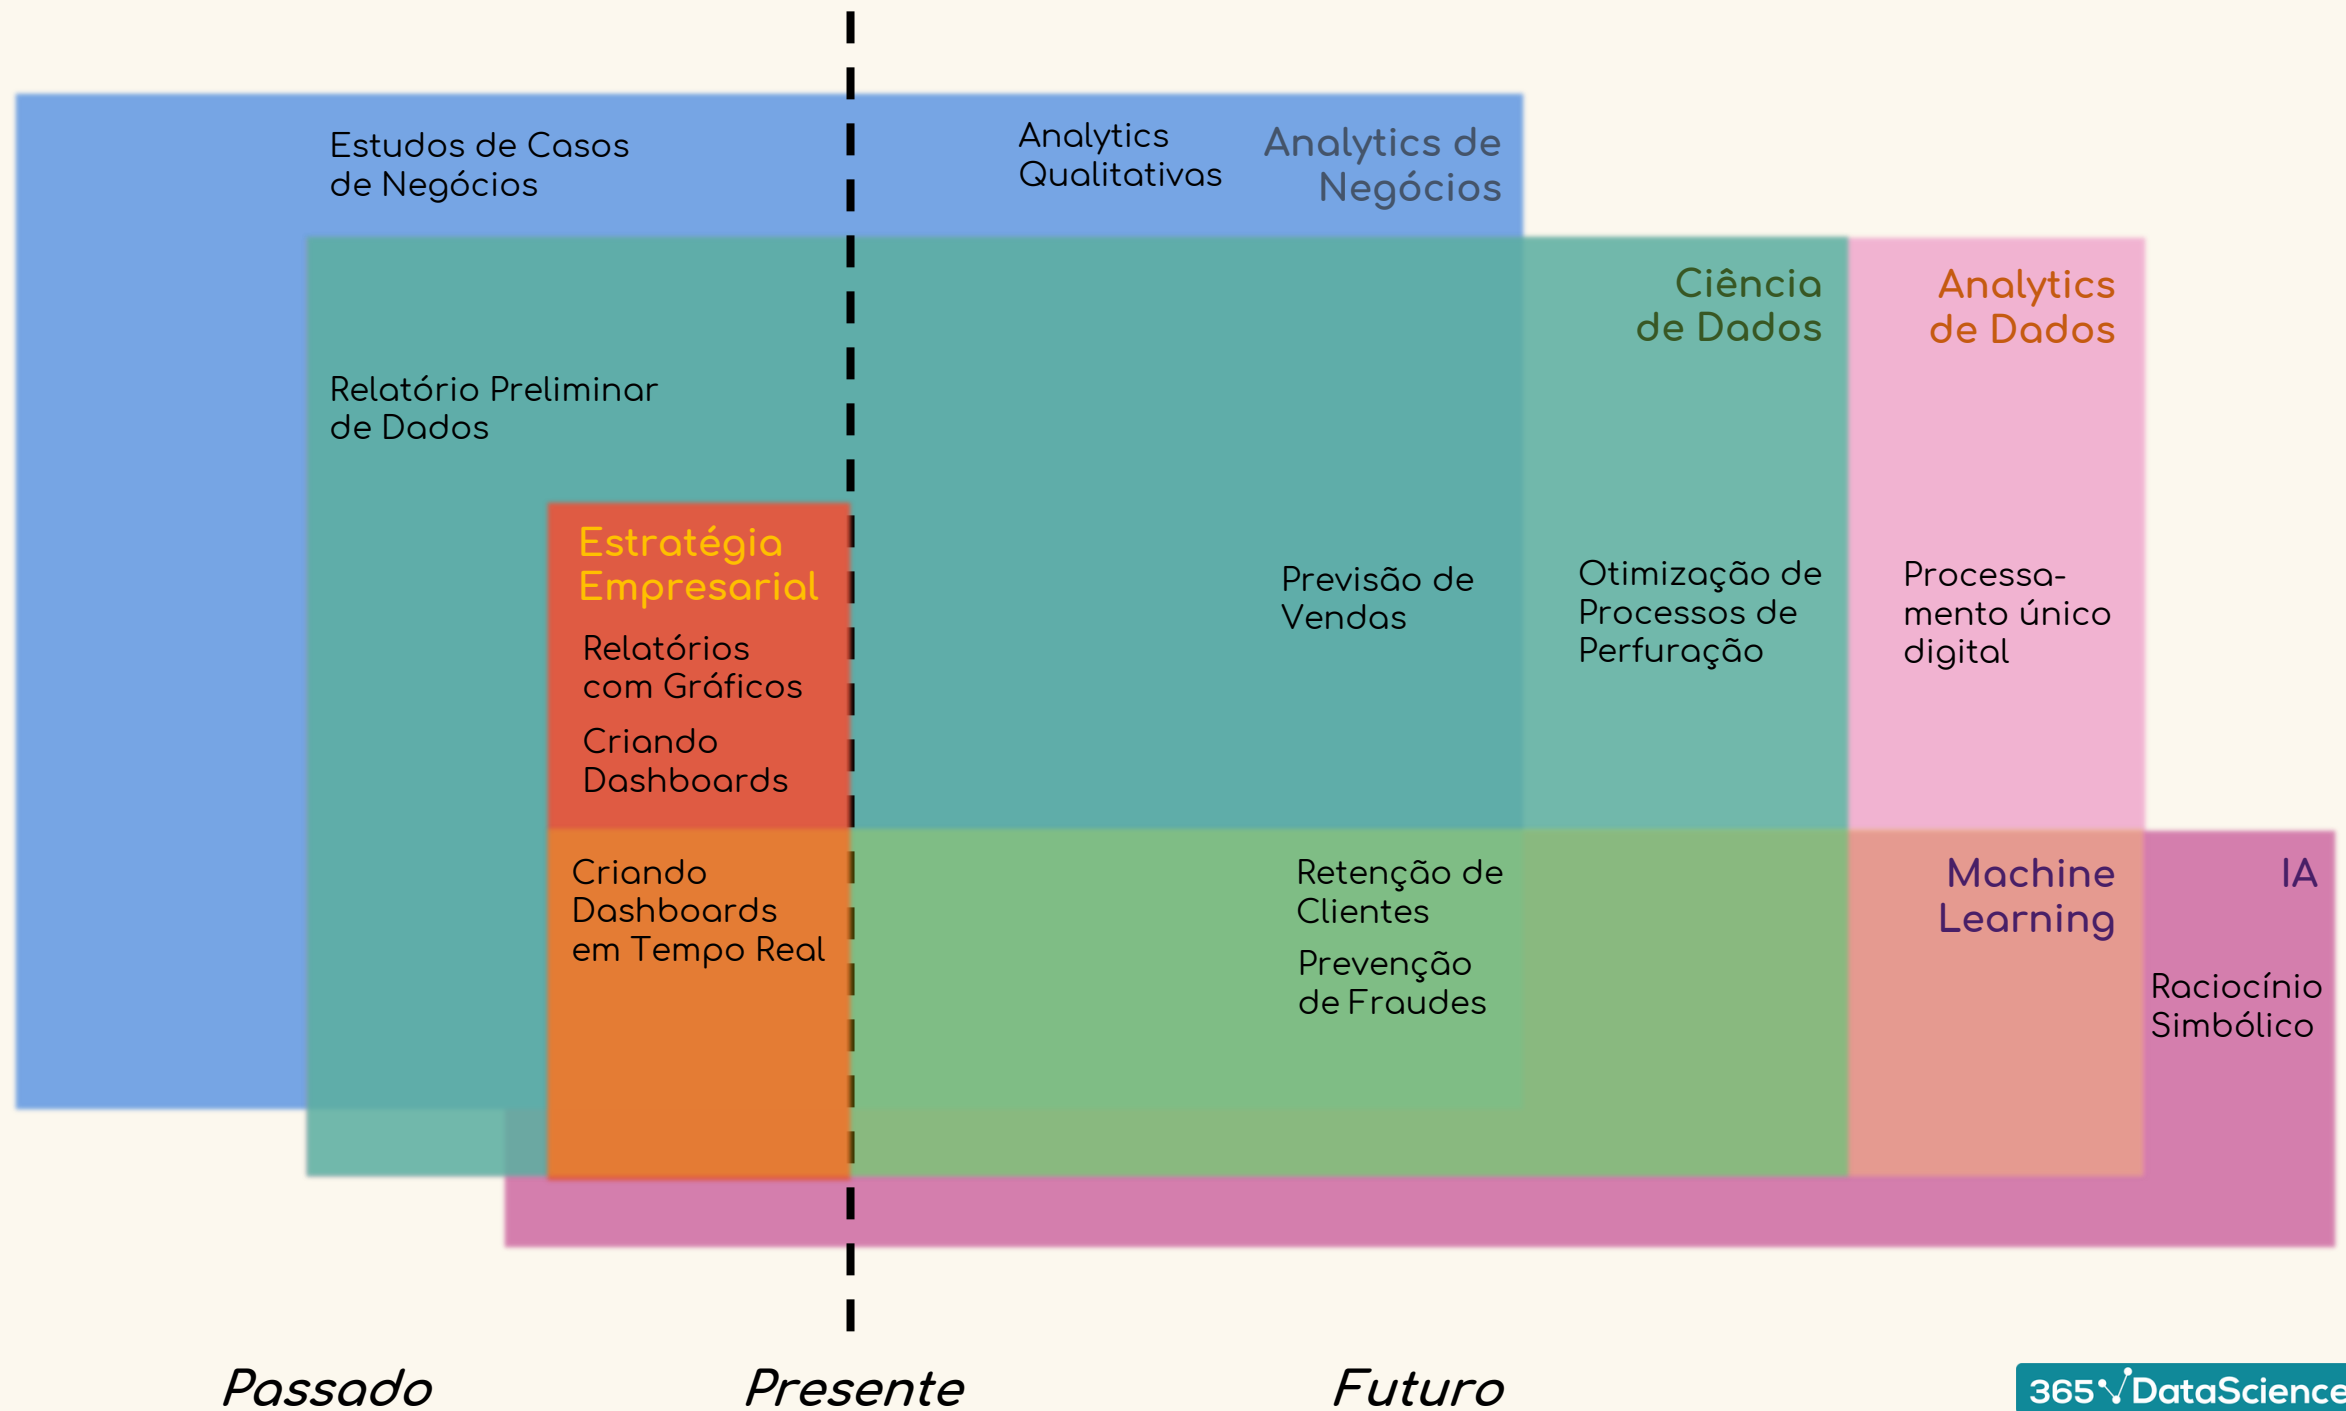 Estudos de Casos
de Negócios
Analytics
Qualitativas
Analytics de
Negócios
Ciência
de Dados
Analytics
de Dados
Relatório Preliminar
de Dados
Estratégia
Empresarial
Relatórios
com Gráficos
Criando
Dashboards
Previsão de
Vendas
Otimização de
Processos de
Perfuração
Processa-
mento único
digital
Criando
Dashboards
em Tempo Real
Retenção de
Clientes
Prevenção
de Fraudes
Machine
Learning
IA
Raciocínio
Simbólico
Passado
Presente
Futuro
365 DataScience